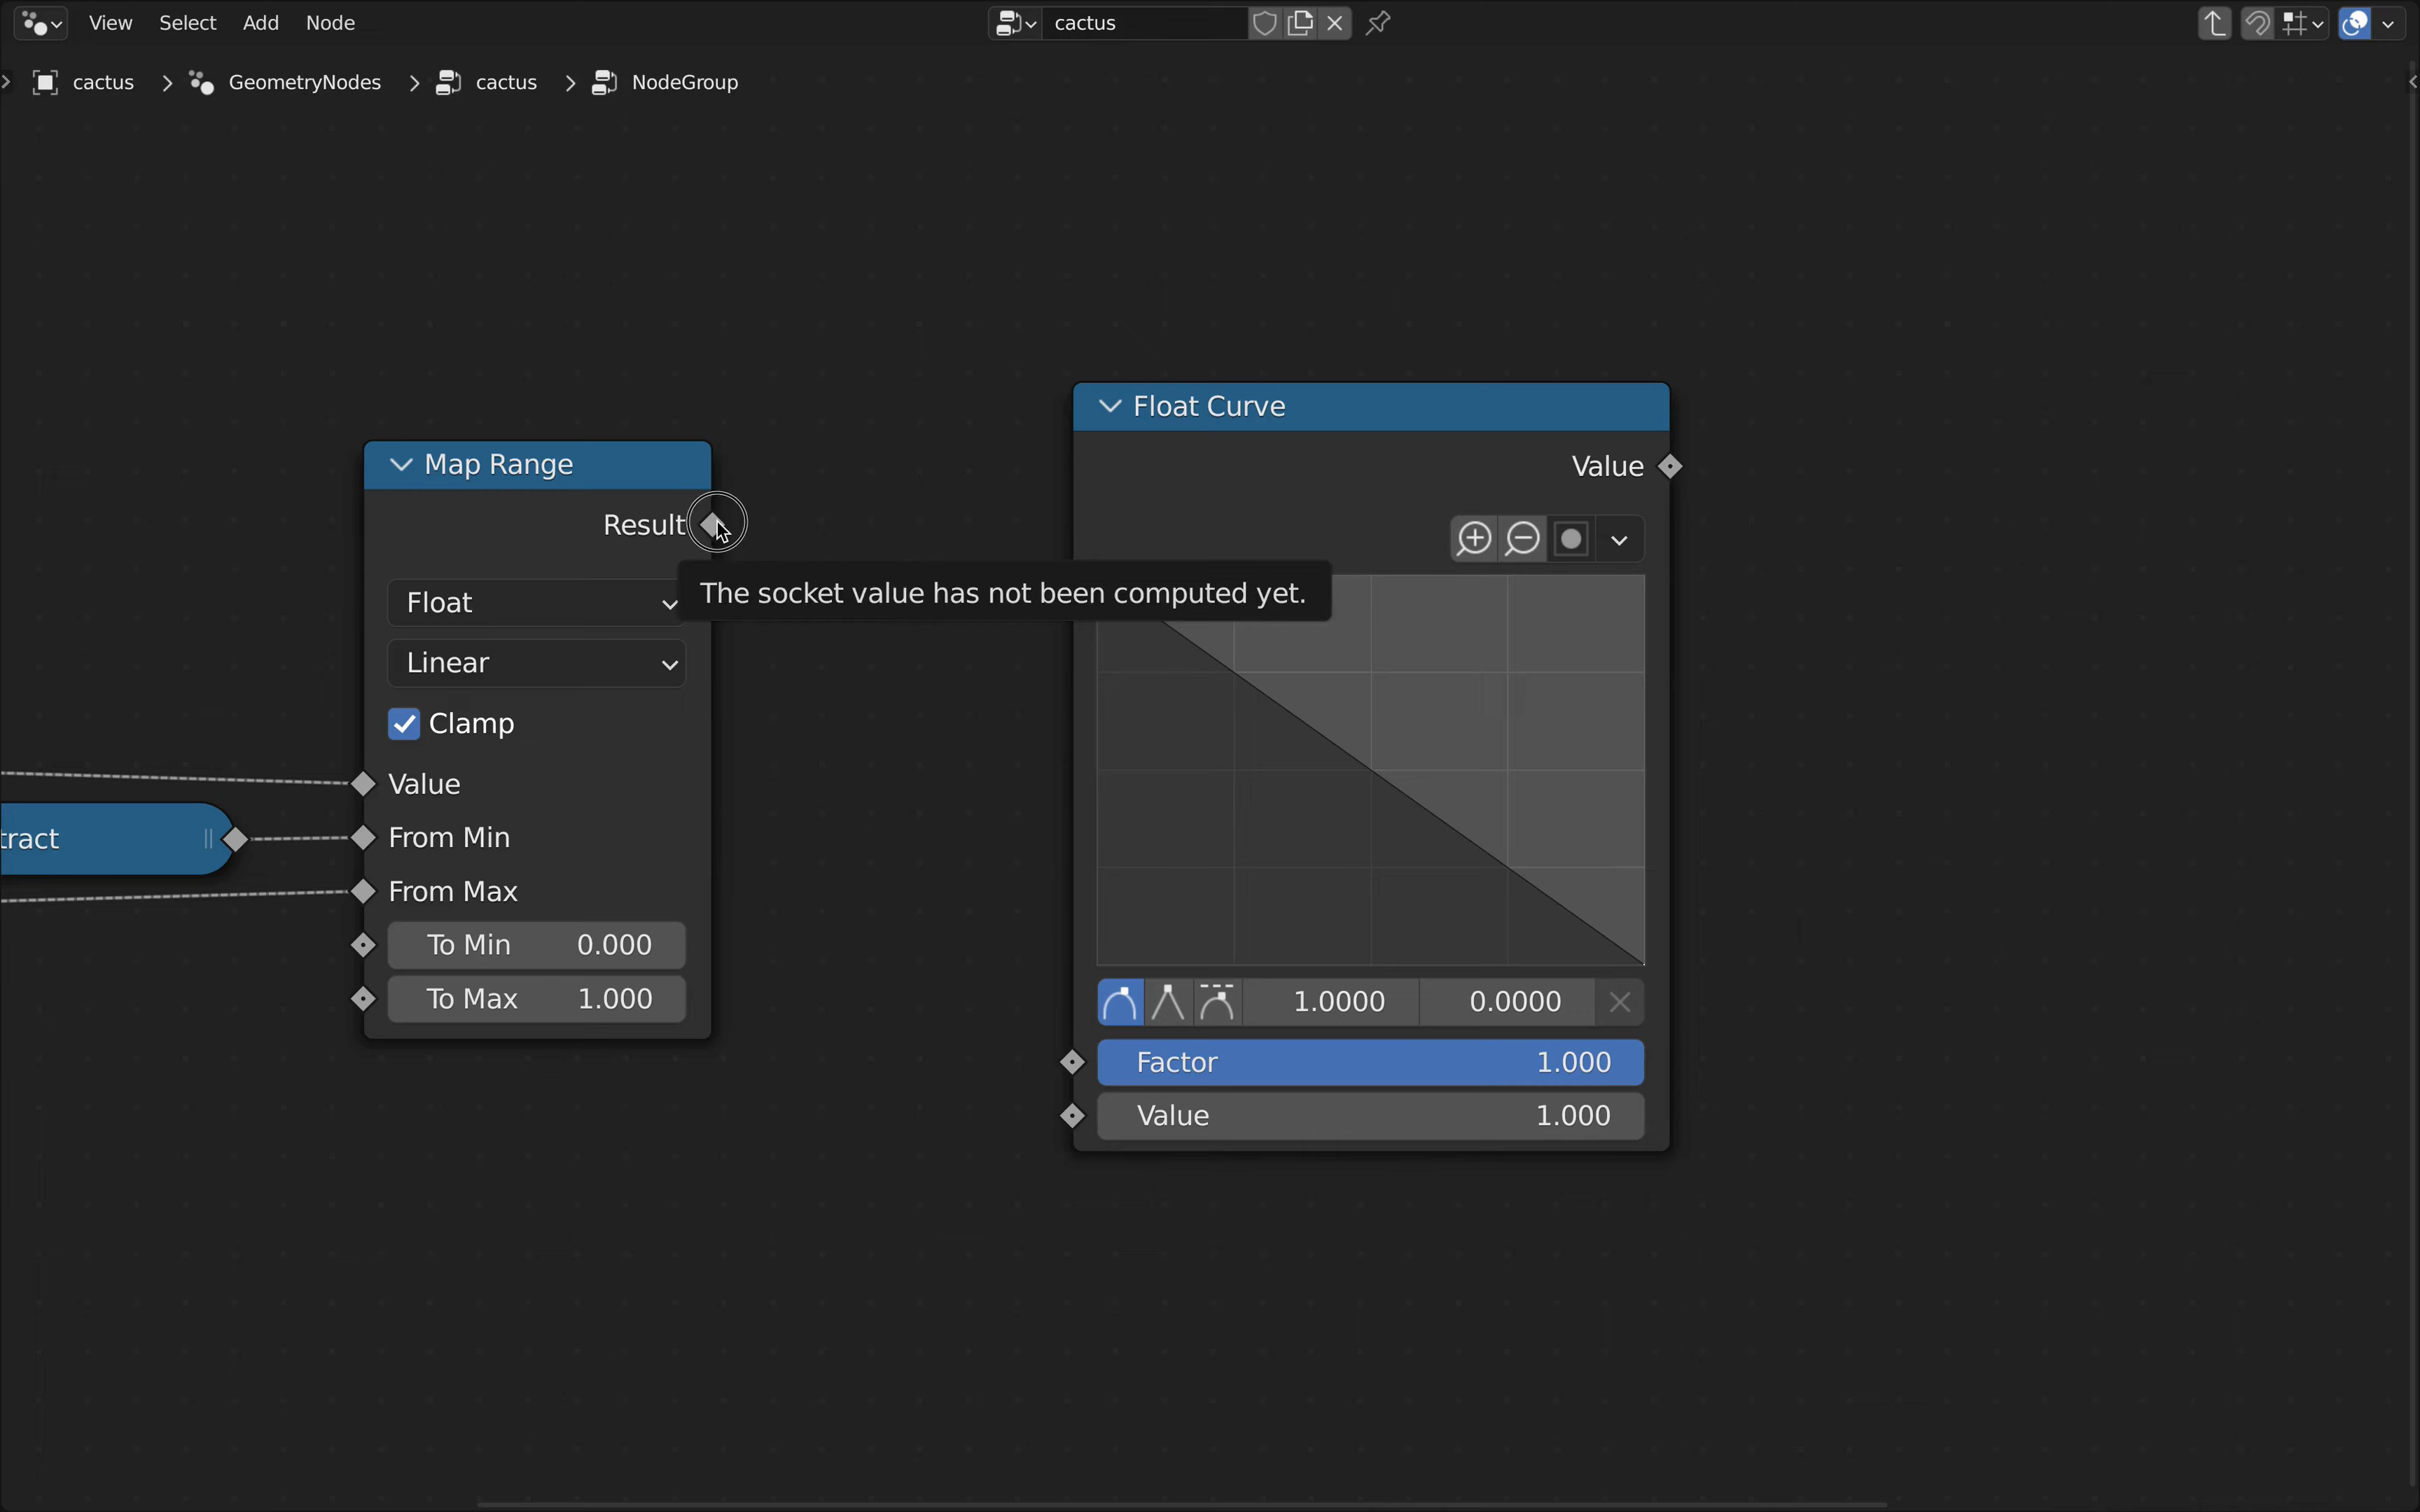 View Select Add Node cactus
cactus GeometryNodes cactus NodeGroup
Float Curve
Value
Map Range
Result
The socket value has not been computed yet.
Float
Linear
Clamp
Value
tract
From Min
From Max
To Min 0.000
To Max 1.000
1.0000 0.0000
Factor 1.000
Value 1.000